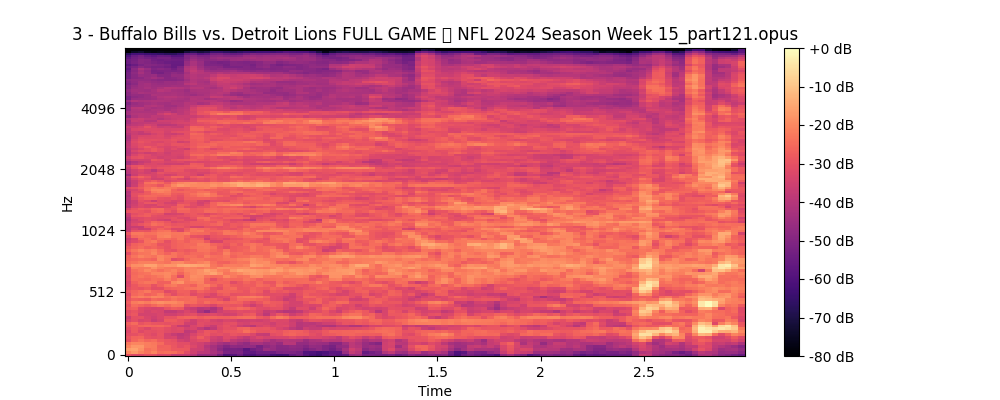 3 - Buffalo Bills vs. Detroit Lions FULL GAME ▯ NFL 2024 Season Week 15_part121.opus
Hz
4096
2048
1024
512
0
0
0.5
1
1.5
2
2.5
Time
+0 dB
-10 dB
-20 dB
-30 dB
-40 dB
-50 dB
-60 dB
-70 dB
-80 dB